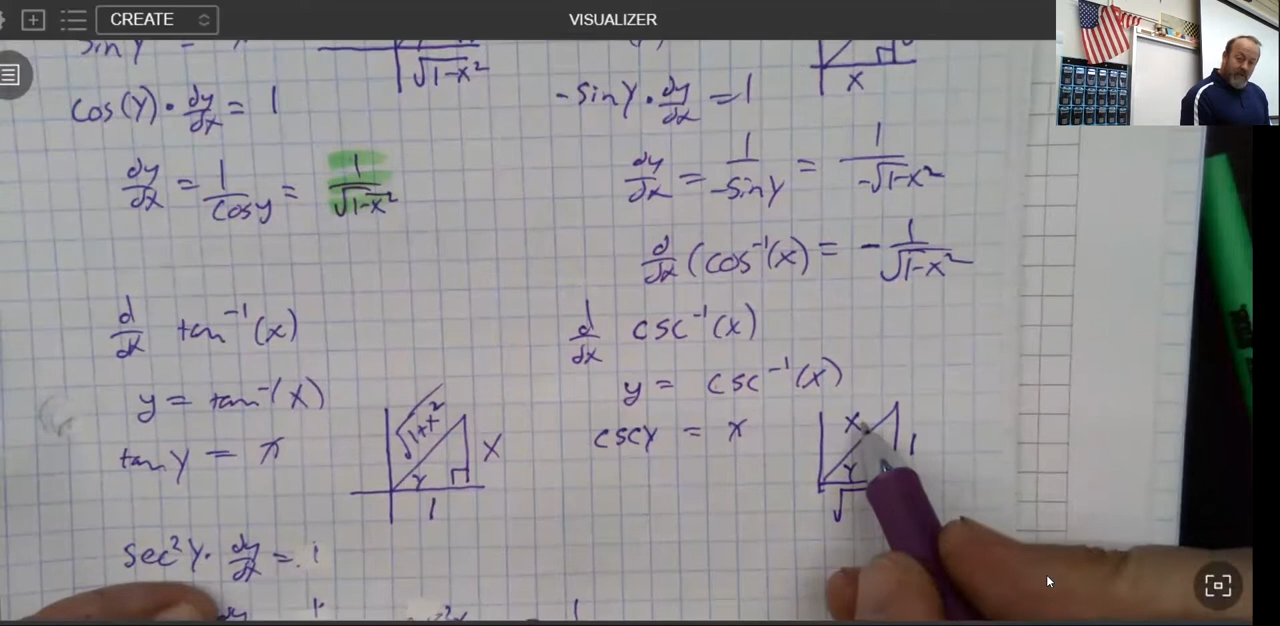 CREATE
VISUALIZER
sin y = x
√1-x²
cos(y)·dy/dx = 1
dy/dx = 1/cos y = 1/√1-x²
x
-sin y·dy/dx = 1
dy/dx = 1/-sin y = 1/-√1-x²
d/dx (cos⁻¹(x) = - 1/√1-x²
d/dx tan⁻¹(x)
y = tan⁻¹(x)
tan y = x
√1+x²
x
y
1
sec²y·dy/dx = 1
d/dx csc⁻¹(x)
y = csc⁻¹(x)
csc y = x
x
1
y
√